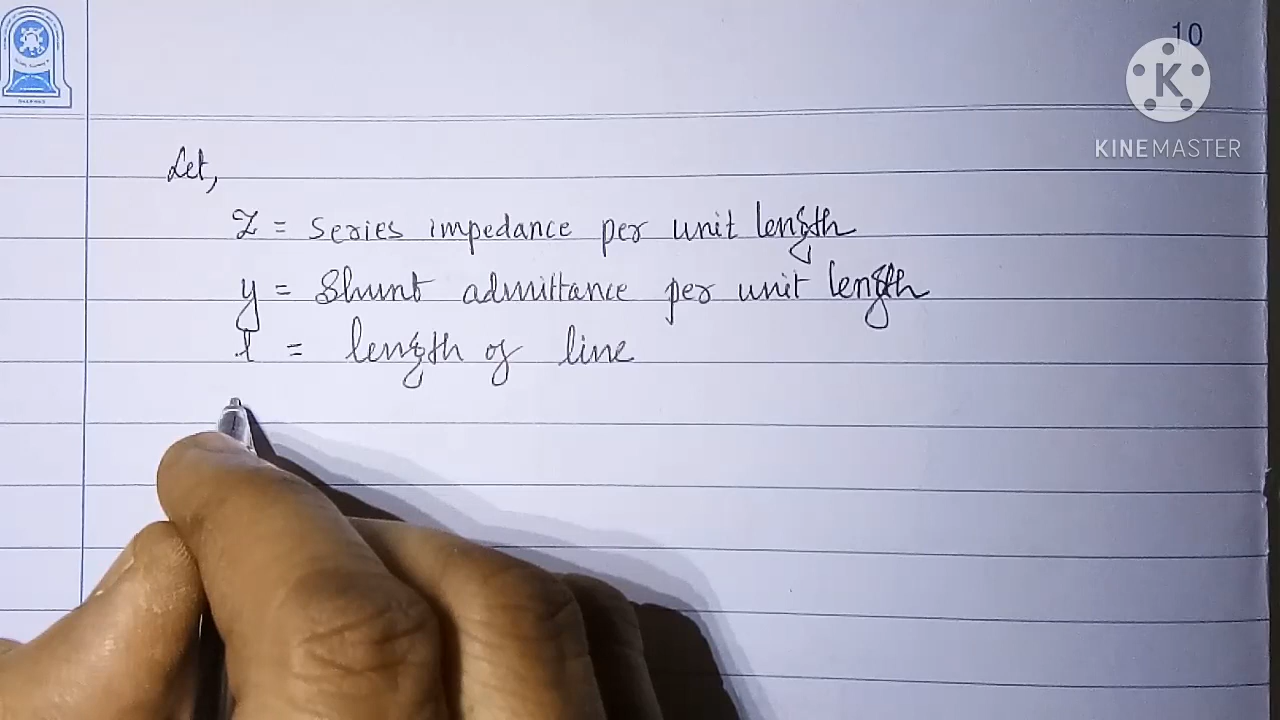 10
KINEMASTER
Let,
z = series impedance per unit length
y = Shunt admittance per unit length
l = length of line